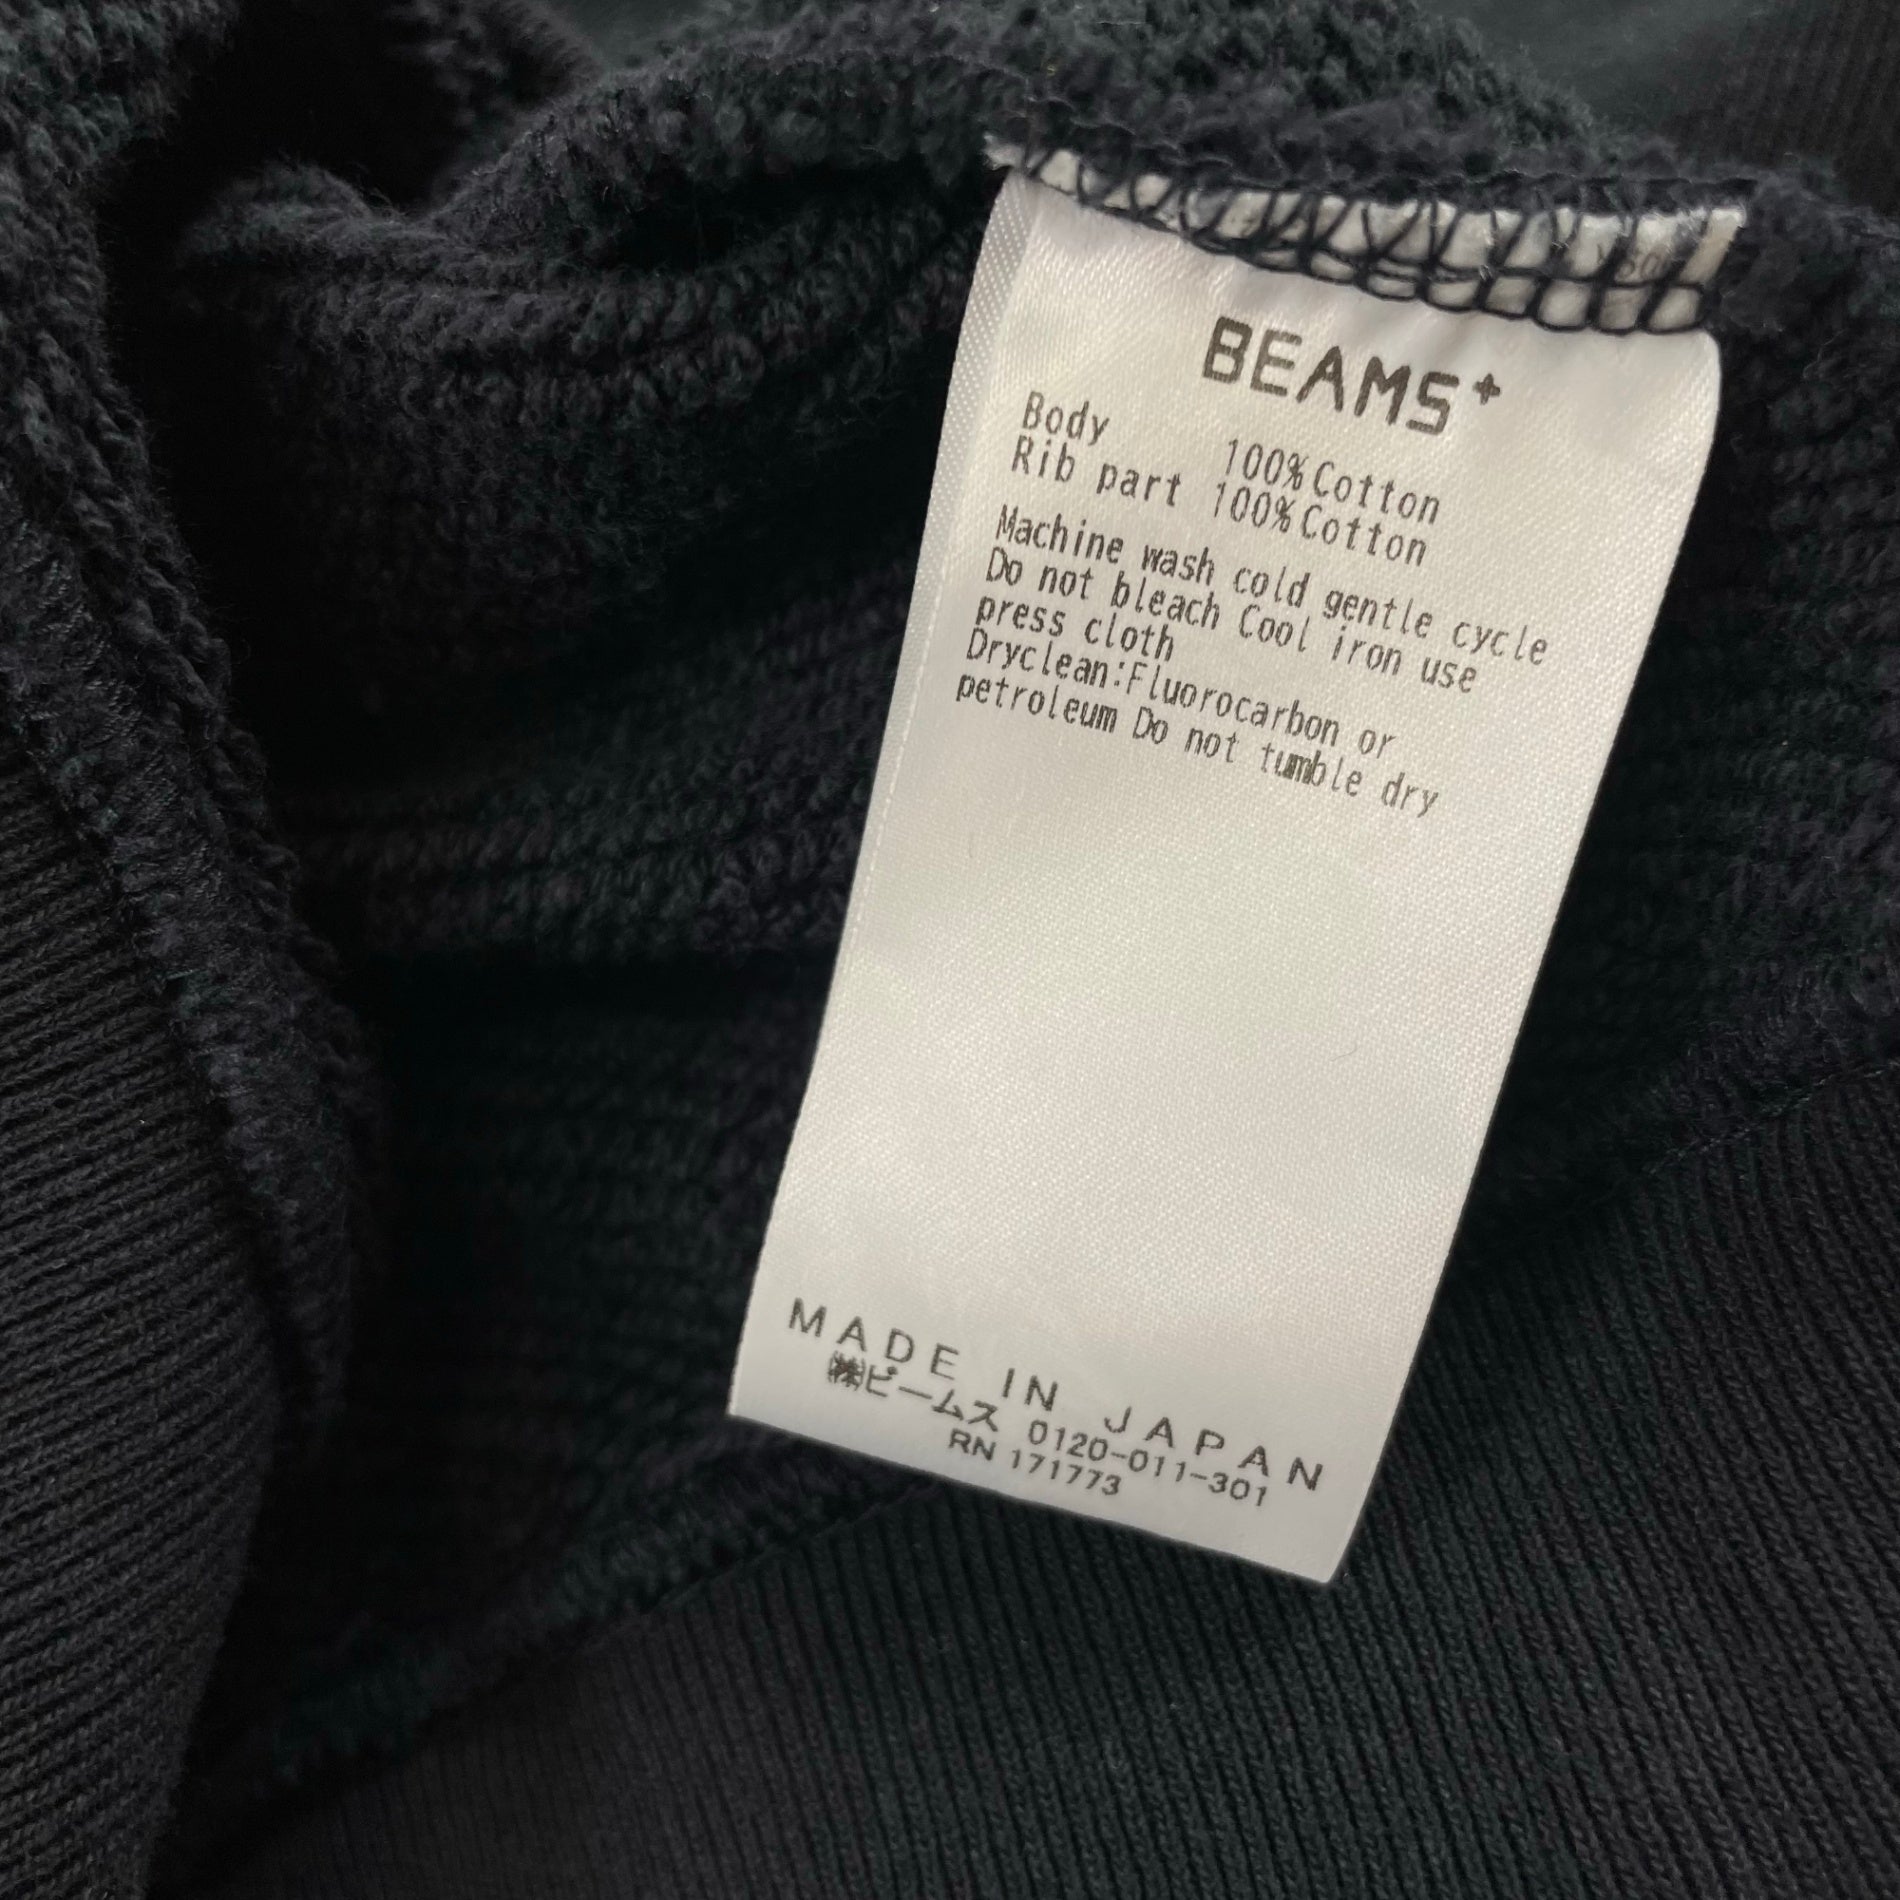 BEAMS+
Body 100%Cotton
Rib part 100%Cotton
Machine wash cold gentle cycle
Do not bleach Cool iron use
press cloth
Dryclean:Fluorocarbon or
petroleum Do not tumble dry
MADE IN JAPAN
㈱ビームス 0120-011-301
RN 171773